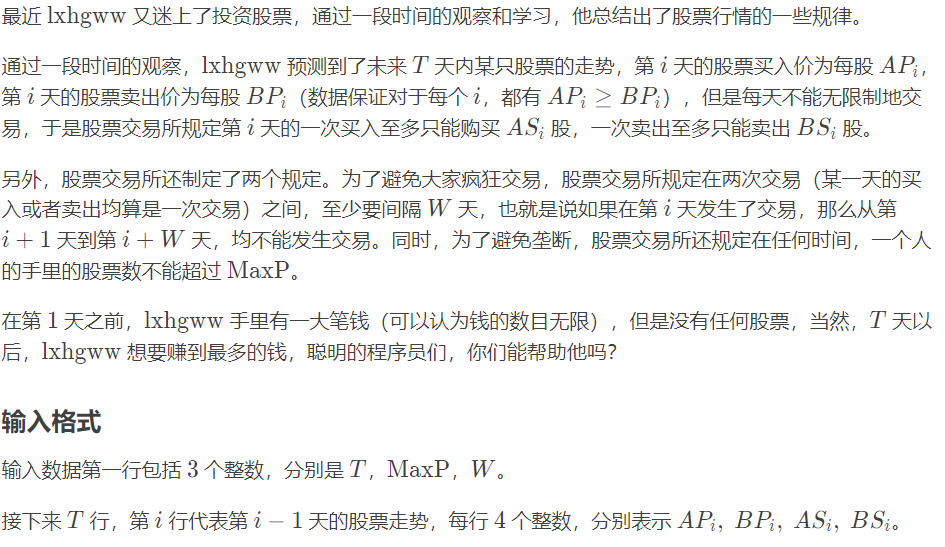 最近 lxhgww 又迷上了投资股票，通过一段时间的观察和学习，他总结出了股票行情的一些规律。
通过一段时间的观察，lxhgww 预测到了未来 T 天内某只股票的走势，第 i 天的股票买入价为每股 AP_i，
第 i 天的股票卖出价为每股 BP_i（数据保证对于每个 i，都有 AP_i ≥ BP_i），但是每天不能无限制地交
易，于是股票交易所规定第 i 天的一次买入至多只能购买 AS_i 股，一次卖出至多只能卖出 BS_i 股。
另外，股票交易所还制定了两个规定。为了避免大家疯狂交易，股票交易所规定在两次交易（某一天的买
入或者卖出均算是一次交易）之间，至少要间隔 W 天，也就是说如果在第 i 天发生了交易，那么从第
i + 1 天到第 i + W 天，均不能发生交易。同时，为了避免垄断，股票交易所还规定在任何时间，一个人
的手里的股票数不能超过 MaxP。
在第 1 天之前，lxhgww 手里有一大笔钱（可以认为钱的数目无限），但是没有任何股票，当然，T 天以
后，lxhgww 想要赚到最多的钱，聪明的程序员们，你们能帮助他吗？
输入格式
输入数据第一行包括 3 个整数，分别是 T，MaxP，W。
接下来 T 行，第 i 行代表第 i − 1 天的股票走势，每行 4 个整数，分别表示 AP_i, BP_i, AS_i, BS_i。